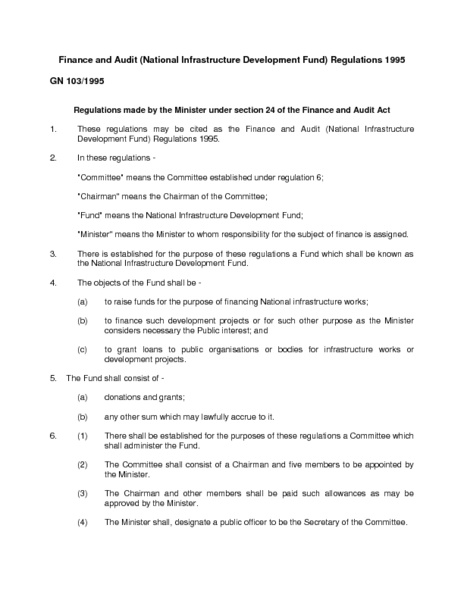 Finance and Audit (National Infrastructure Development Fund) Regulations 1995
GN 103/1995
Regulations made by the Minister under section 24 of the Finance and Audit Act
1. These regulations may be cited as the Finance and Audit (National Infrastructure
Development Fund) Regulations 1995.
2. In these regulations -
"Committee" means the Committee established under regulation 6;
"Chairman" means the Chairman of the Committee;
"Fund" means the National Infrastructure Development Fund;
"Minister" means the Minister to whom responsibility for the subject of finance is assigned.
3. There is established for the purpose of these regulations a Fund which shall be known as
the National Infrastructure Development Fund.
4. The objects of the Fund shall be -
(a) to raise funds for the purpose of financing National infrastructure works;
(b) to finance such development projects or for such other purpose as the Minister
considers necessary the Public interest; and
(c) to grant loans to public organisations or bodies for infrastructure works or
development projects.
5. The Fund shall consist of -
(a) donations and grants;
(b) any other sum which may lawfully accrue to it.
6. (1) There shall be established for the purposes of these regulations a Committee which
shall administer the Fund.
(2) The Committee shall consist of a Chairman and five members to be appointed by
the Minister.
(3) The Chairman and other members shall be paid such allowances as may be
approved by the Minister.
(4) The Minister shall, designate a public officer to be the Secretary of the Committee.